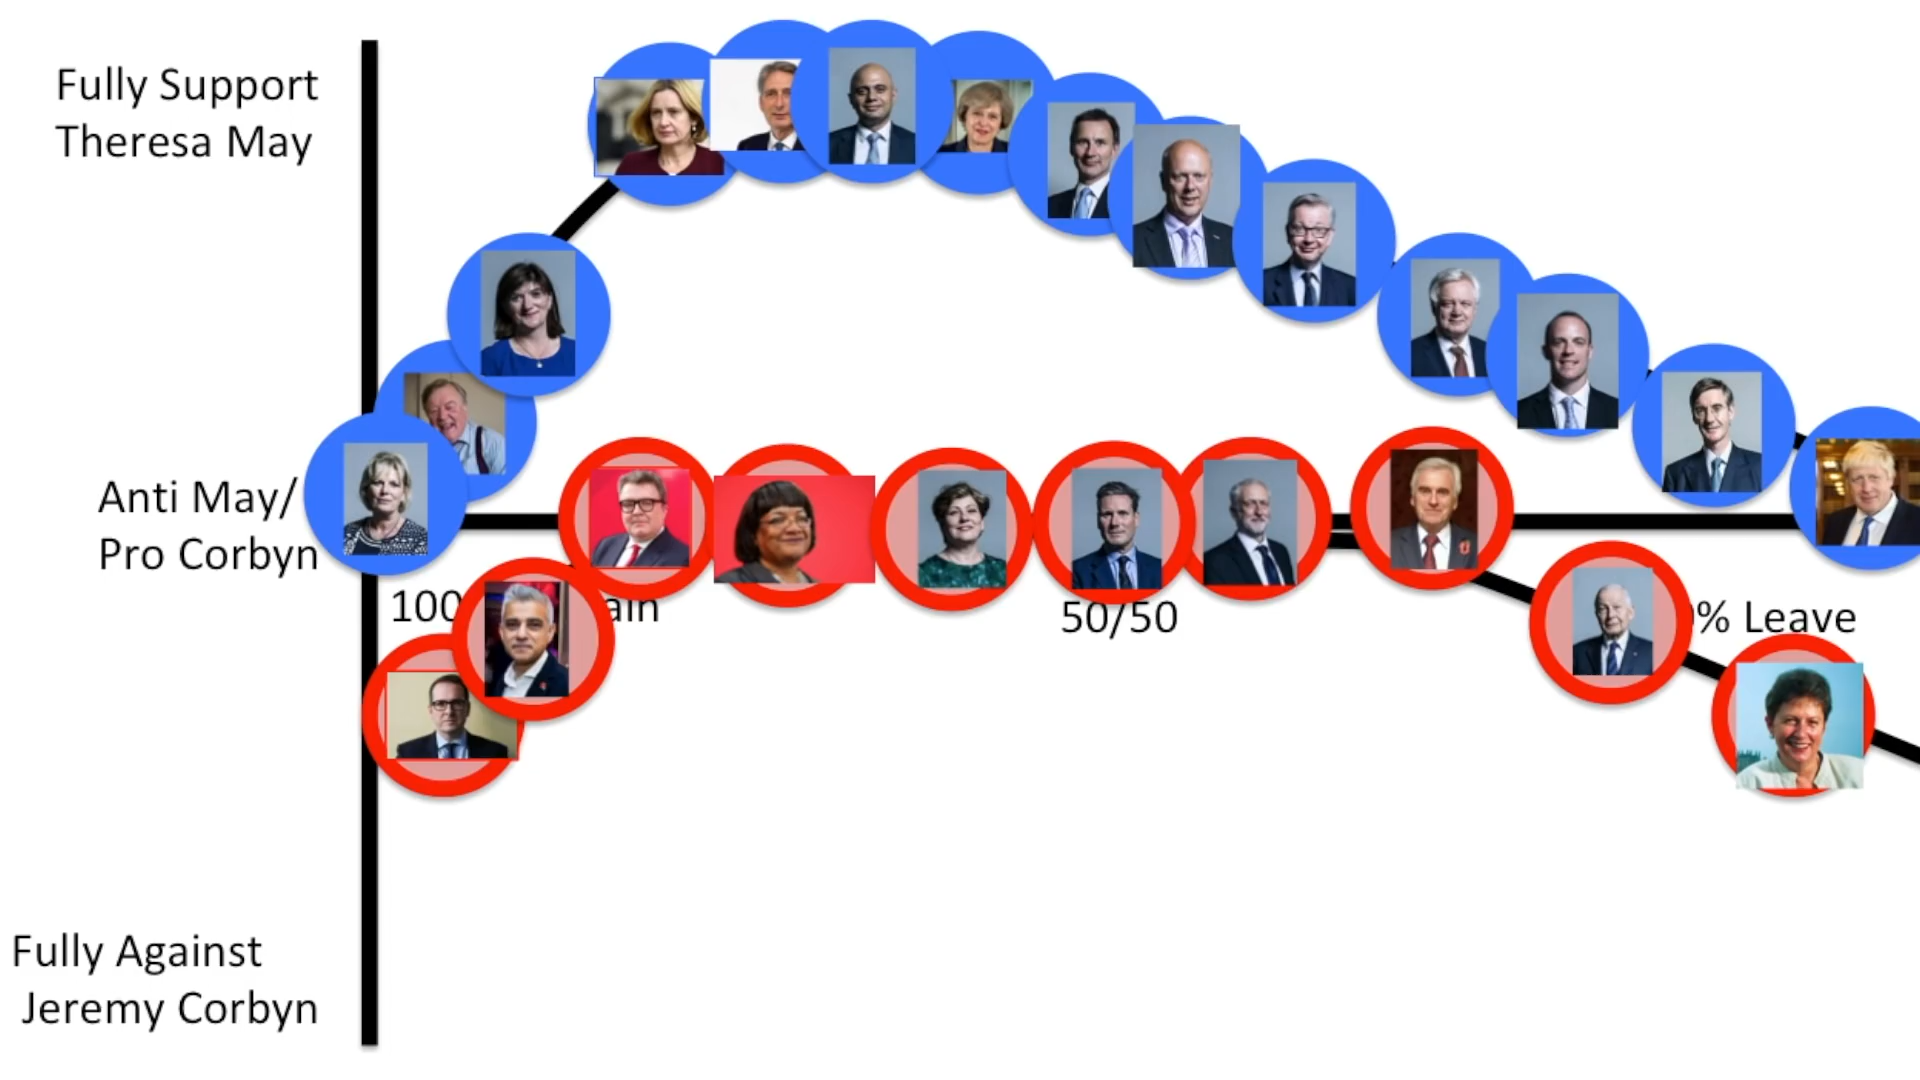 Fully Support
Theresa May
Anti May/
Pro Corbyn
100
ain
50/50
% Leave
Fully Against
Jeremy Corbyn